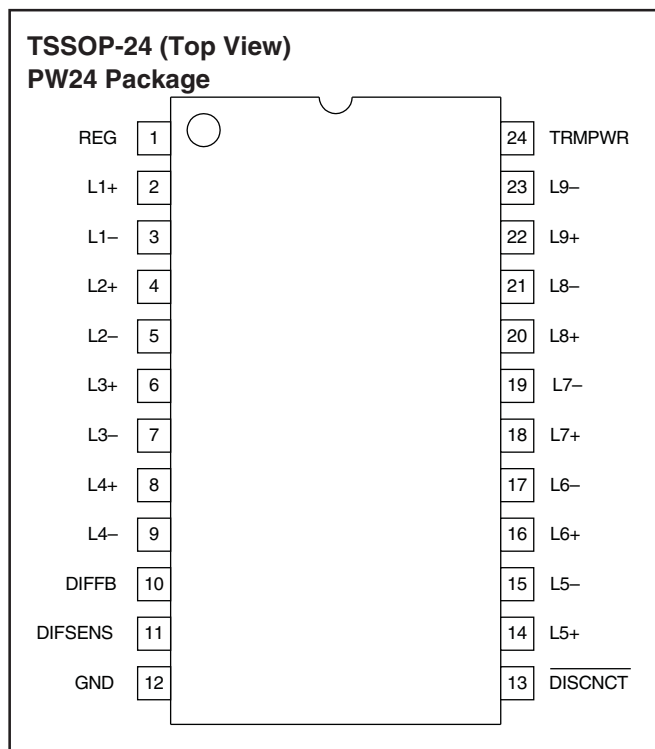 TSSOP-24 (Top View)
PW24 Package
REG 1 24 TRMPWR
L1+ 2 23 L9–
L1– 3 22 L9+
L2+ 4 21 L8–
L2– 5 20 L8+
L3+ 6 19 L7–
L3– 7 18 L7+
L4+ 8 17 L6–
L4– 9 16 L6+
DIFFB 10 15 L5–
DIFSENS 11 14 L5+
GND 12 13 DISCNCT